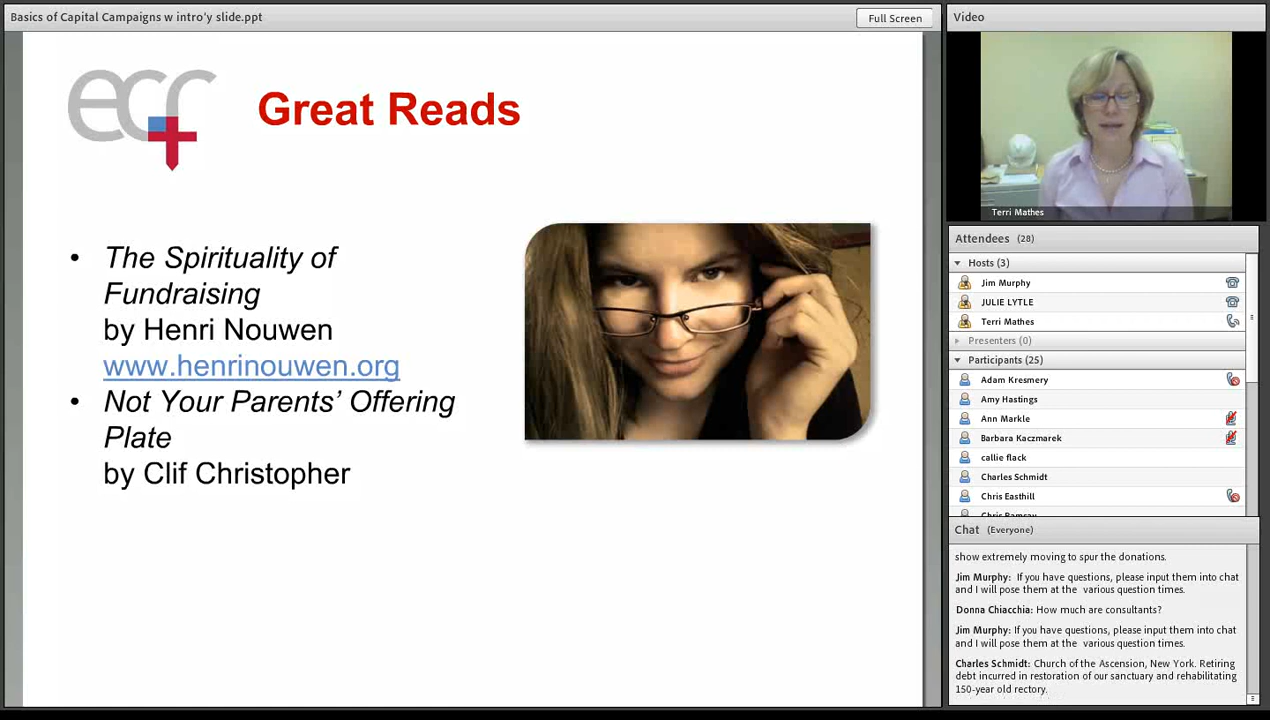 Basics of Capital Campaigns w intro'y slide.ppt
Full Screen
ecf
Great Reads
• The Spirituality of
Fundraising
by Henri Nouwen
www.henrinouwen.org
• Not Your Parents' Offering
Plate
by Clif Christopher
Video
Terri Mathes
Attendees (28)
Hosts (3)
Jim Murphy
JULIE LYTLE
Terri Mathes
Presenters (0)
Participants (25)
Adam Kresmery
Amy Hastings
Ann Markle
Barbara Kaczmarek
callie flack
Charles Schmidt
Chris Easthill
Chris Ramsay
Chat (Everyone)
show extremely moving to spur the donations.
Jim Murphy: If you have questions, please input them into chat
and I will pose them at the various question times.
Donna Chiacchia: How much are consultants?
Jim Murphy: If you have questions, please input them into chat
and I will pose them at the various question times.
Charles Schmidt: Church of the Ascension, New York. Retiring
debt incurred in restoration of our sanctuary and rehabilitating
150-year old rectory.